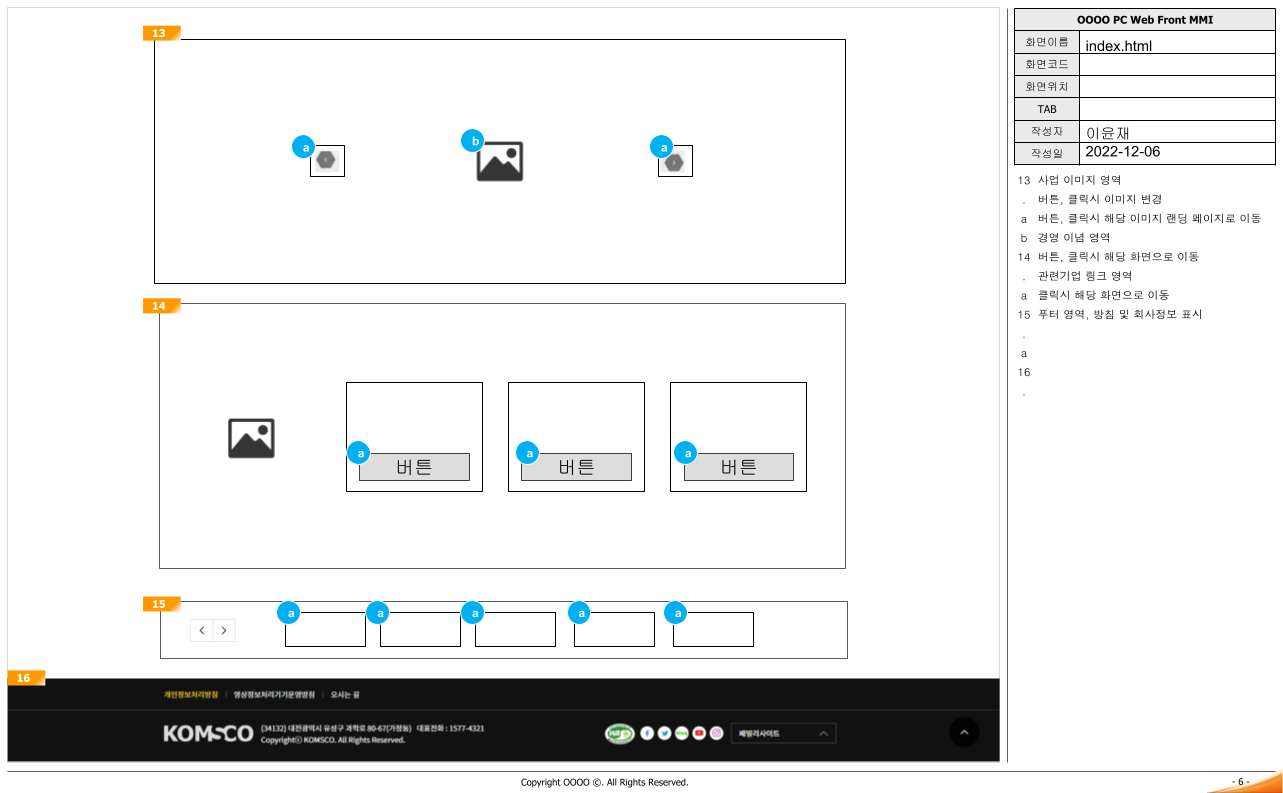 13
a
b
a
14
a
버튼
a
버튼
a
버튼
15
a
a
a
a
a
16
개인정보처리방침 | 영상정보처리기기운영방침 | 오시는 길
KOMSCO
(34132) 대전광역시 유성구 과학로 80-67(가정동) 대표전화 : 1577-4321
Copyrightⓒ KOMSCO. All Rights Reserved.
패밀리사이트
OOOO PC Web Front MMI
화면이름 index.html
화면코드
화면위치
TAB
작성자 이윤재
작성일 2022-12-06
13 사업 이미지 영역
. 버튼, 클릭시 이미지 변경
a 버튼, 클릭시 해당 이미지 랜딩 페이지로 이동
b 경영 이념 영역
14 버튼, 클릭시 해당 화면으로 이동
. 관련기업 링크 영역
a 클릭시 해당 화면으로 이동
15 푸터 영역, 방침 및 회사정보 표시
.
a
16
.
Copyright OOOO ©. All Rights Reserved.
- 6 -